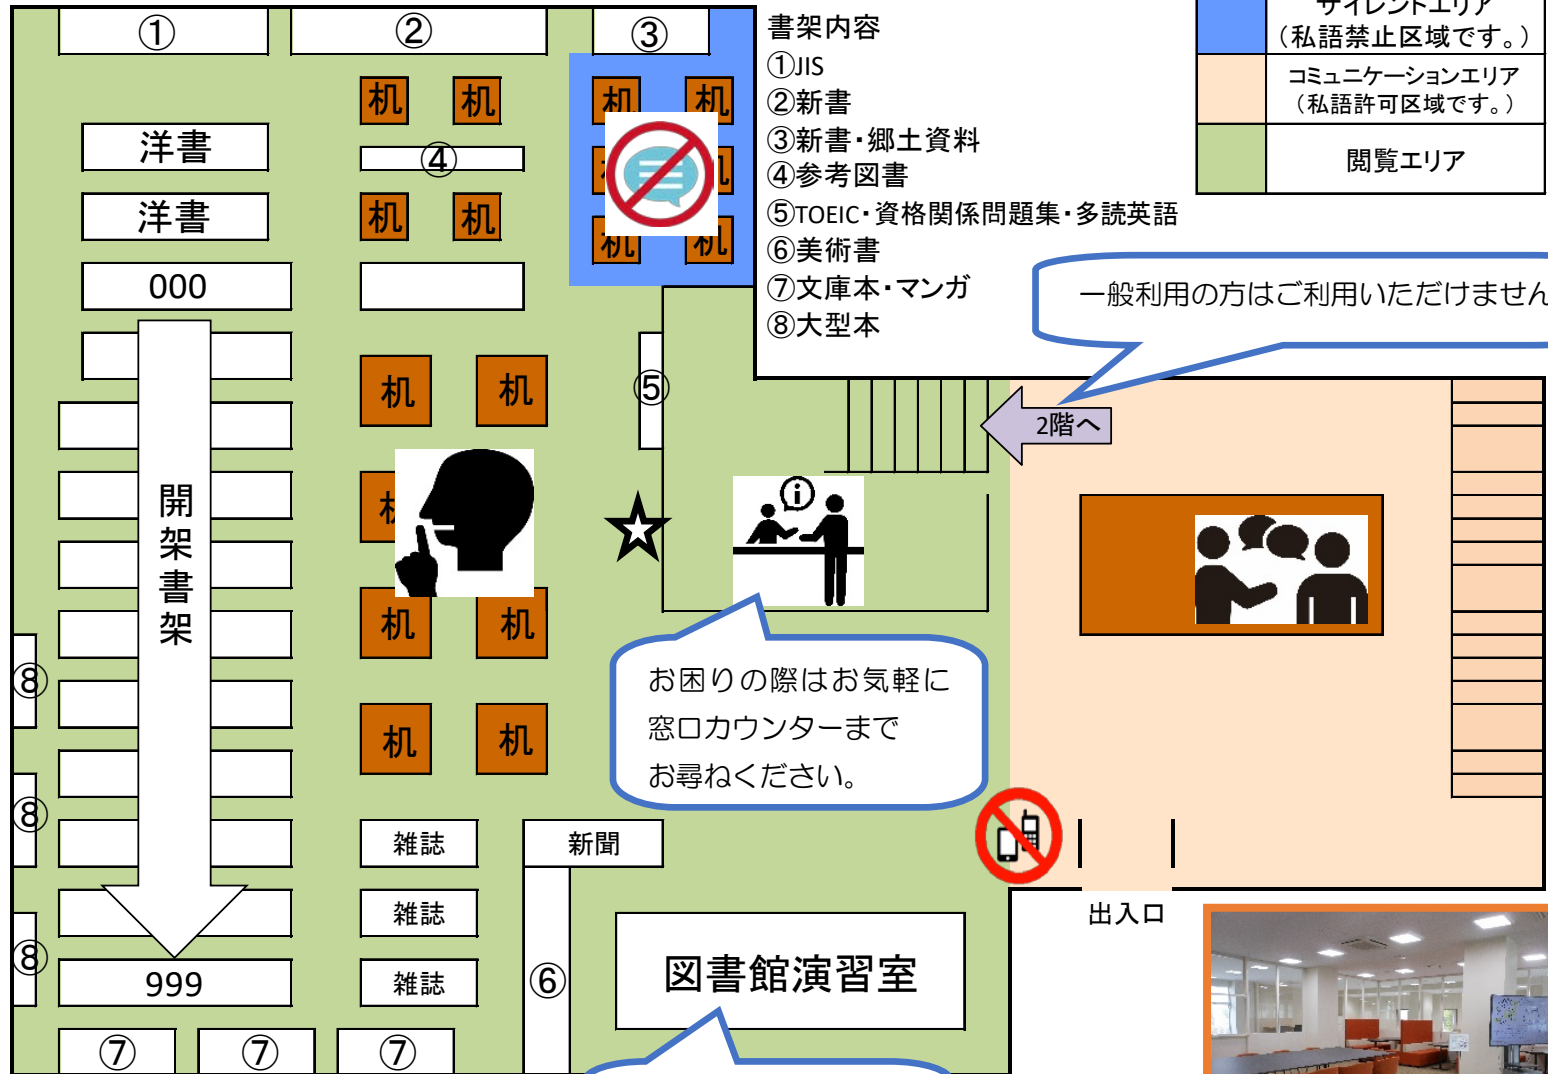 ①
②
③
書架内容
①JIS
②新書
③新書・郷土資料
④参考図書
⑤TOEIC・資格関係問題集・多読英語
⑥美術書
⑦文庫本・マンガ
⑧大型本
サイレントエリア
（私語禁止区域です。）
コミュニケーションエリア
（私語許可区域です。）
閲覧エリア
机
机
机
机
洋書
④
机
机
洋書
机
机
机
机
000
一般利用の方はご利用いただけません
机
机
⑤
2階へ
開架書架
机
机
机
お困りの際はお気軽に
窓口カウンターまで
お尋ねください。
⑧
机
机
⑧
雑誌
新聞
雑誌
出入口
⑧
999
雑誌
⑥
図書館演習室
⑦
⑦
⑦